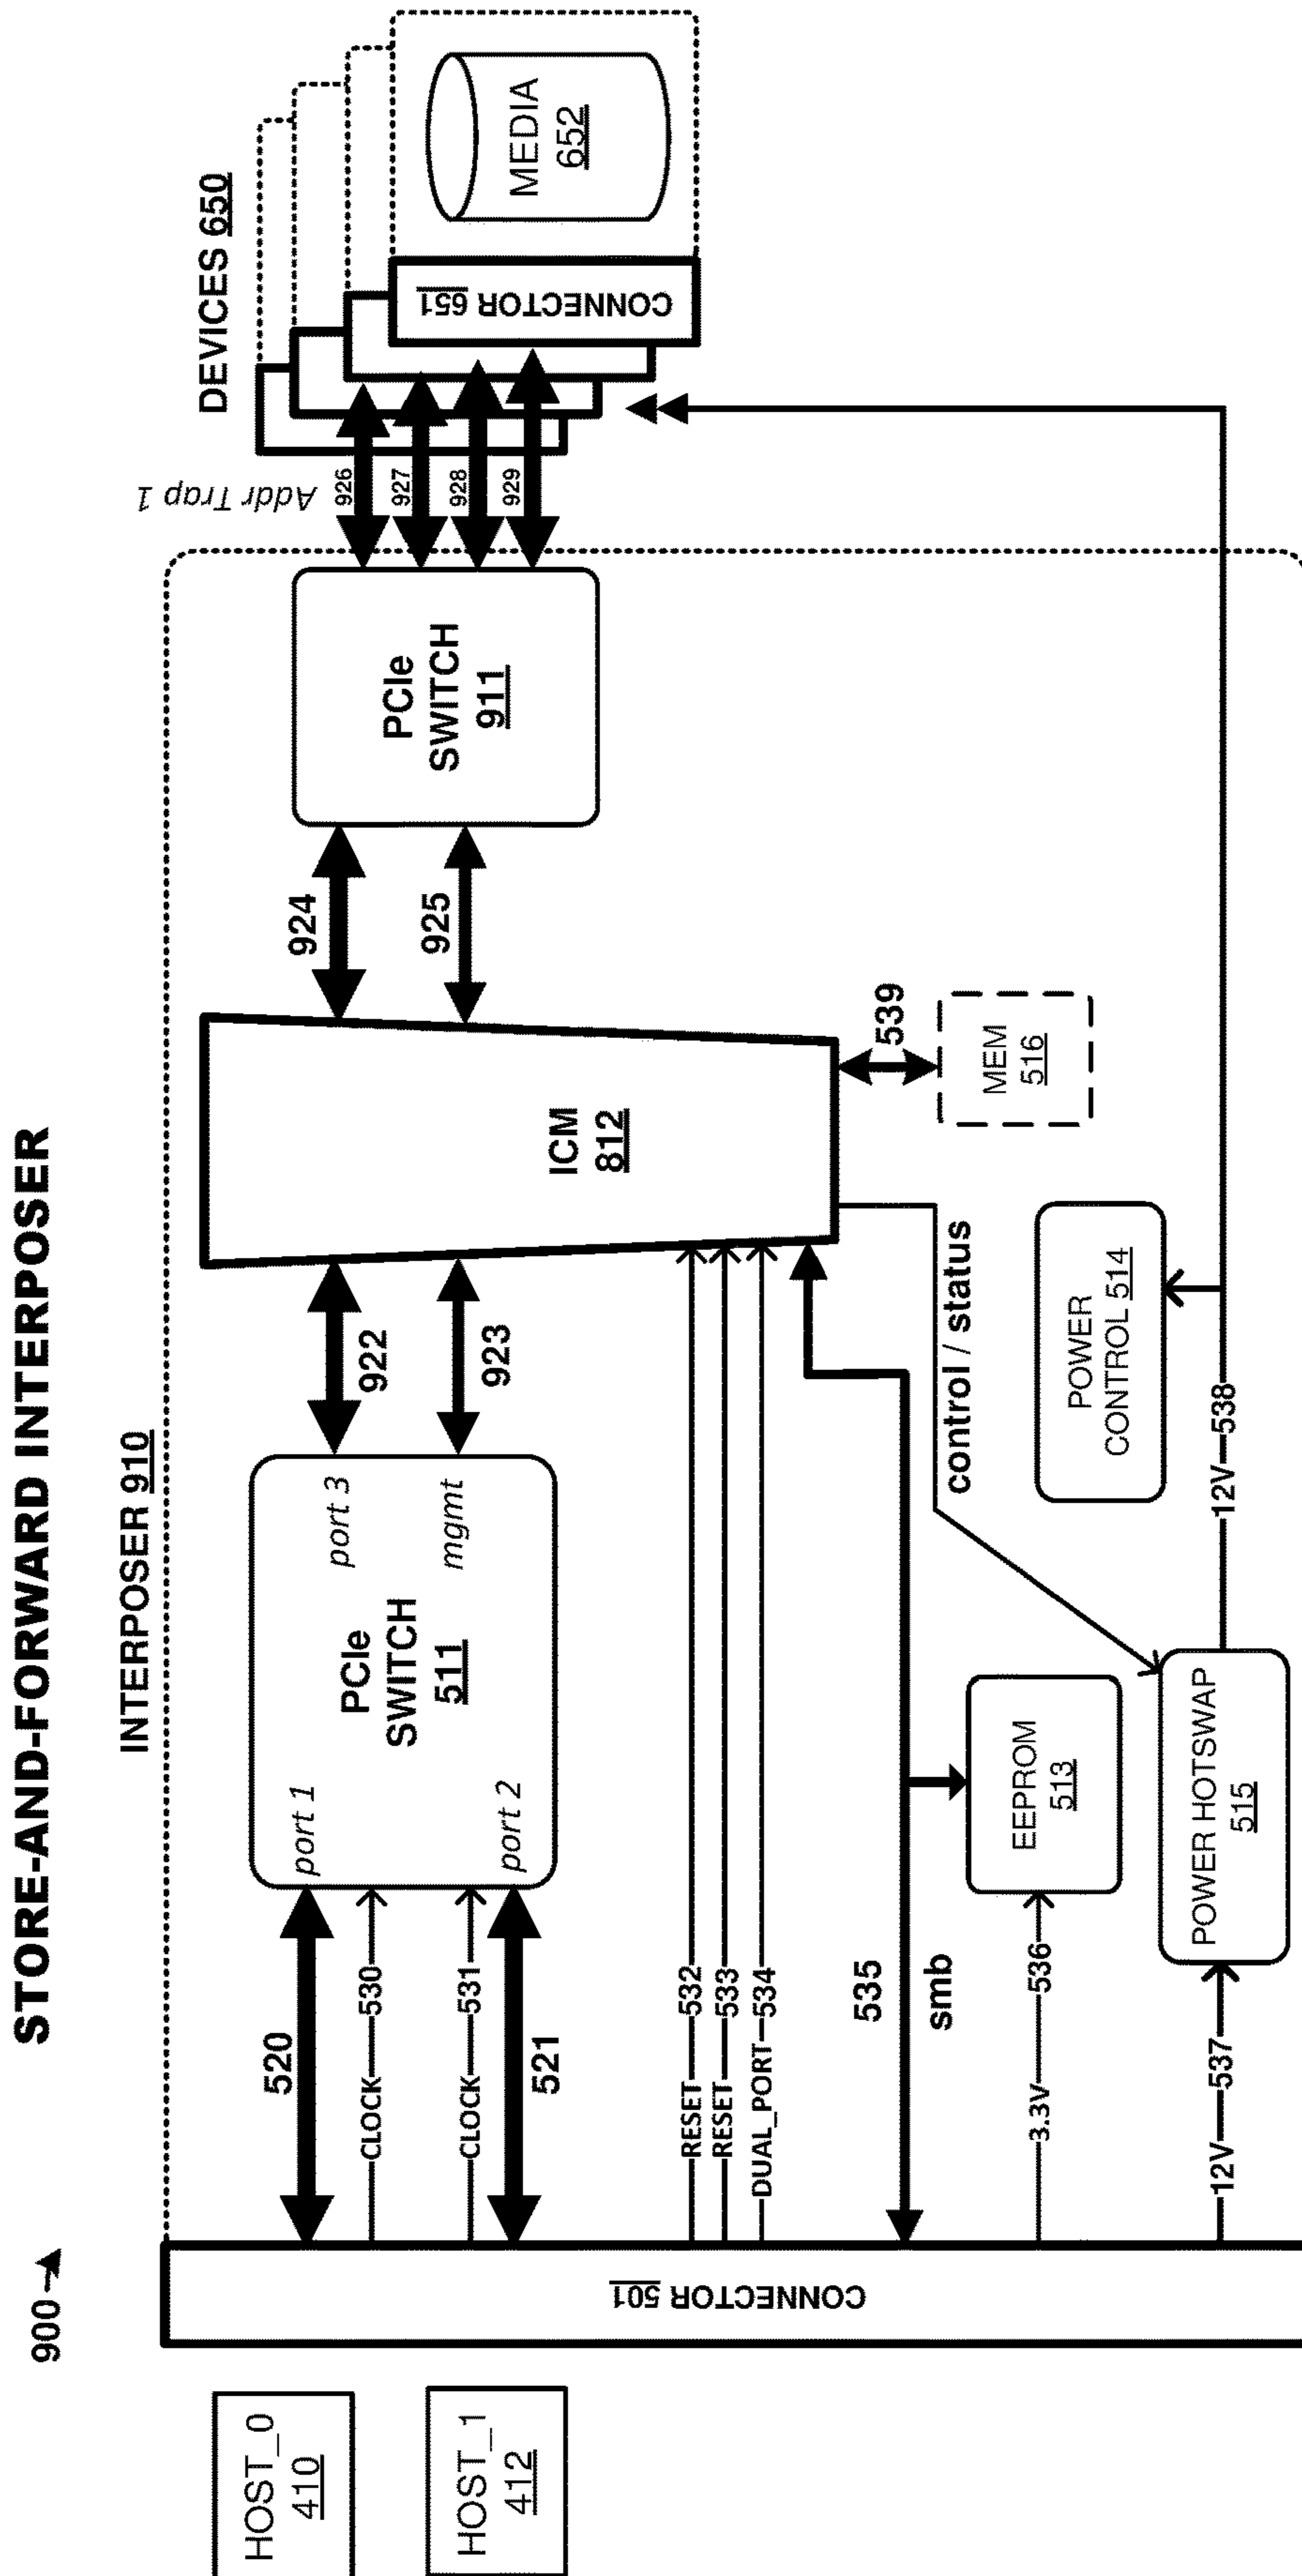 STORE-AND-FORWARD INTERPOSER
900
INTERPOSER 910
DEVICES 650
HOST_0
410
HOST_1
412
CONNECTOR 501
520
CLOCK
530
CLOCK
531
521
port 1
port 2
PCIe
SWITCH
511
port 3
mgmt
922
923
ICM
812
924
925
PCIe
SWITCH
911
Addr Trap 1
926
927
928
929
CONNECTOR 651
MEDIA
652
RESET
532
RESET
533
DUAL_PORT
534
535
smb
539
MEM
516
control / status
3.3V
536
EEPROM
513
POWER
CONTROL 514
12V
537
POWER HOTSWAP
515
12V
538